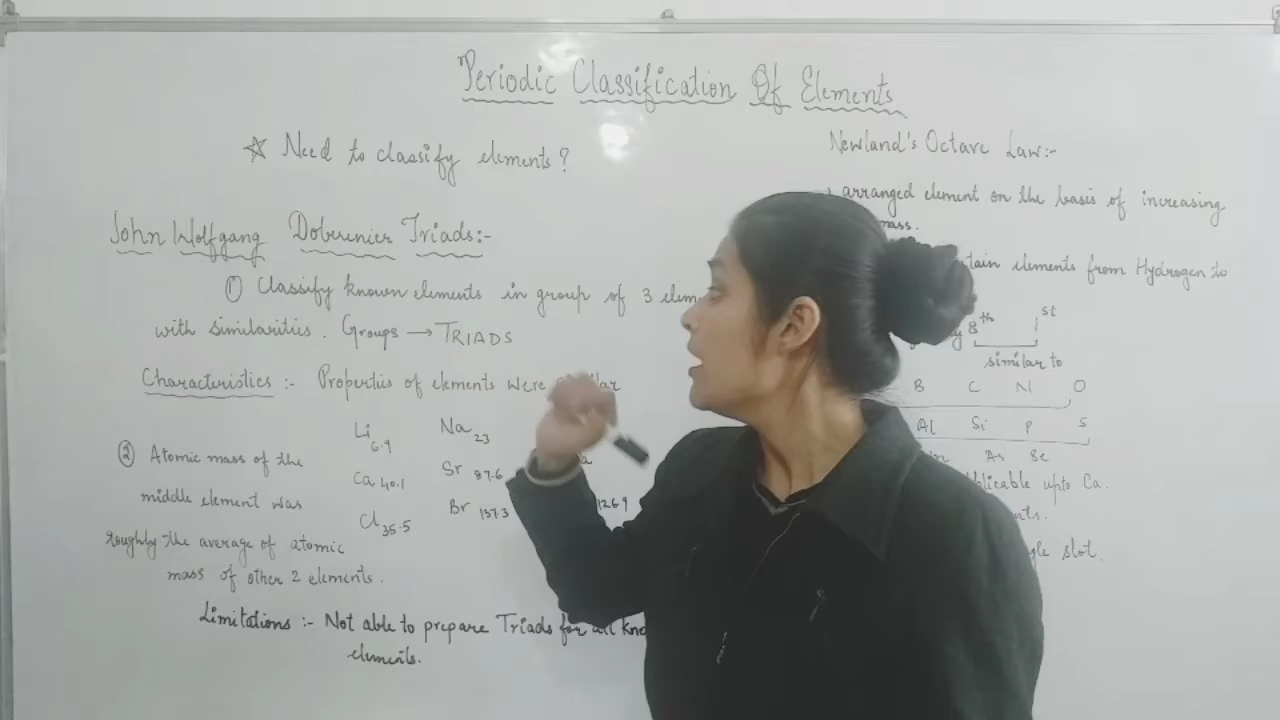 Periodic Classification Of Elements
☆ Need to classify elements?
John Wolfgang Doberenier Triads:-
① Classify known elements in group of 3 elem
with similarities. Groups → TRIADS
Characteristics :- Properties of elements were
Li 6.9 Na 23
② Atomic mass of the
Ca 40.1 Sr 87.6
middle element was
Cl 35.5 Br 137.3 126.9
roughly the average of atomic
mass of other 2 elements.
Limitations :- Not able to prepare Triads for all kno
elements.
Newland's Octave Law:-
→ arranged element on the basis of increasing
mass.
tain elements from Hydrogen to
8th 1st
similar to
B C N O
Al Si P S
As Se
plicable upto Ca.
nts.
gle slot.